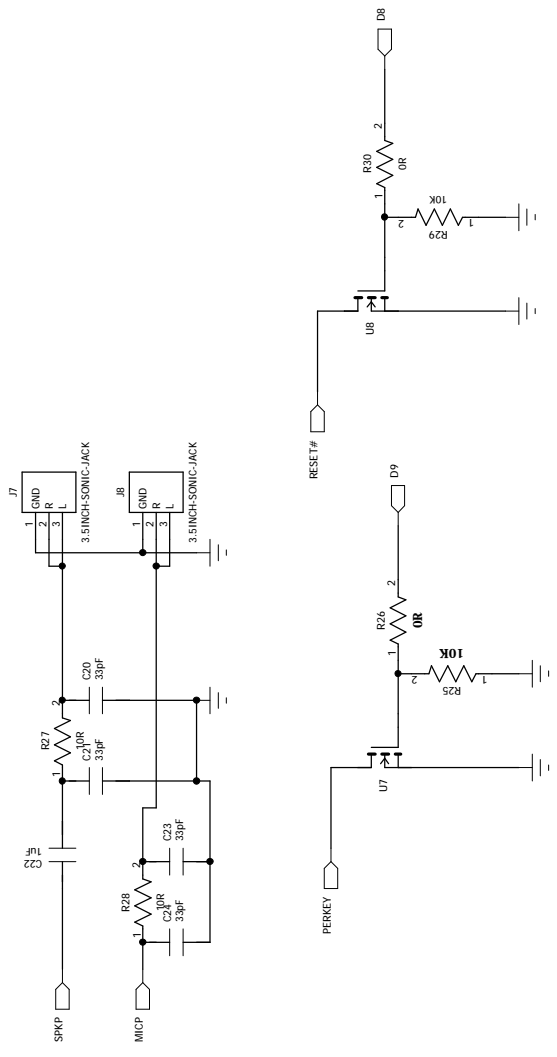 SPKP
C22
1uF
1
R27
2
10R
C21
33pF
C20
33pF
J7
1
GND
2
R
3
L
3.5INCH-SONIC-JACK
MICP
1
R28
2
10R
C24
33pF
C23
33pF
J8
1
GND
2
R
3
L
3.5INCH-SONIC-JACK
PERKEY
U7
1
R26
2
0R
D9
2
R25
10K
1
RESET#
U8
1
R30
2
0R
D8
2
R29
10K
1